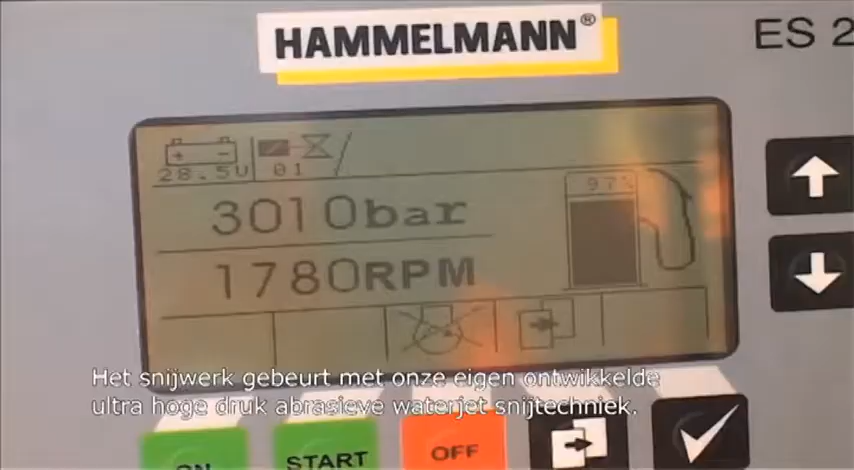 HAMMELMANN®
ES 2
28.5V 01
97%
3010bar
1780RPM
Het snijwerk gebeurt met onze eigen ontwikkelde
ultra hoge druk abrasieve waterjet snijtechniek.
ON START OFF